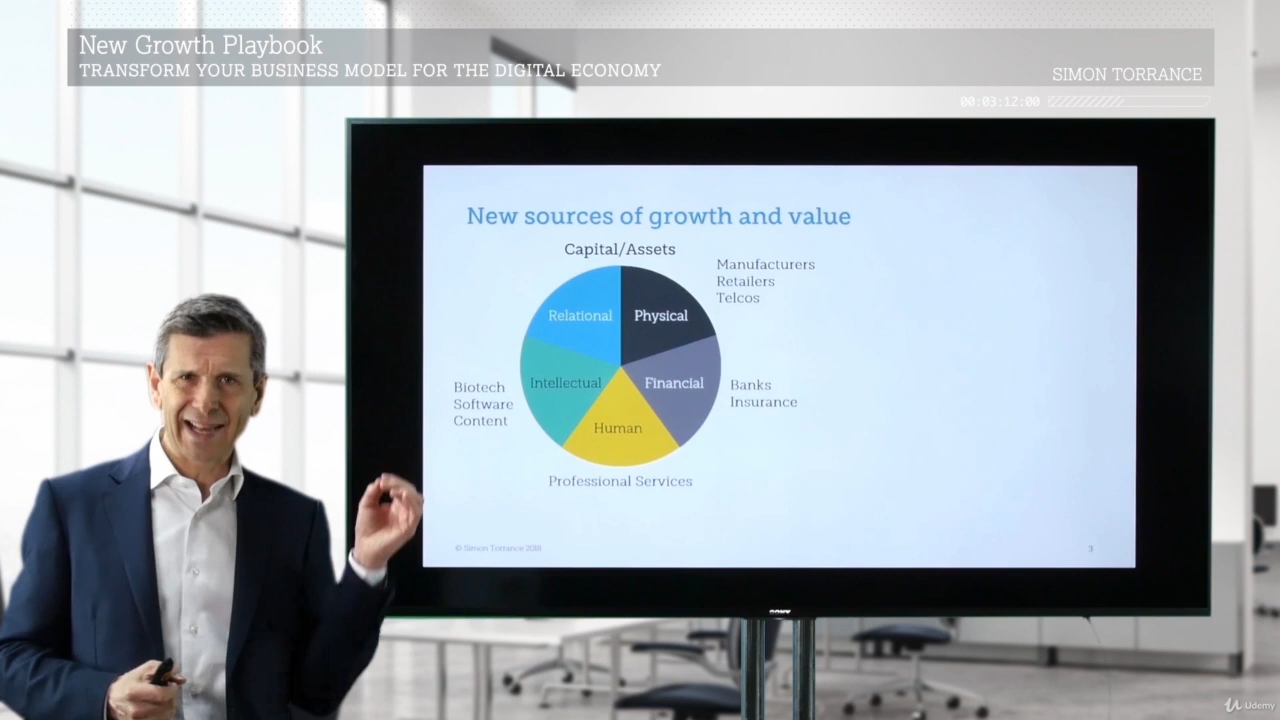 New Growth Playbook
TRANSFORM YOUR BUSINESS MODEL FOR THE DIGITAL ECONOMY
SIMON TORRANCE
00:03:12:00
New sources of growth and value
Capital/Assets
Manufacturers
Retailers
Telcos
Relational
Physical
Intellectual
Financial
Human
Biotech
Software
Content
Banks
Insurance
Professional Services
© Simon Torrance 2018
3
SONY
Udemy